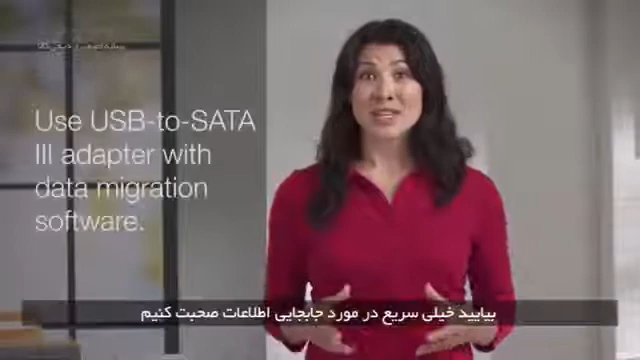 Use USB-to-SATA
III adapter with
data migration
software.
بیایید خیلی سریع در مورد جابجایی اطلاعات صحبت کنیم